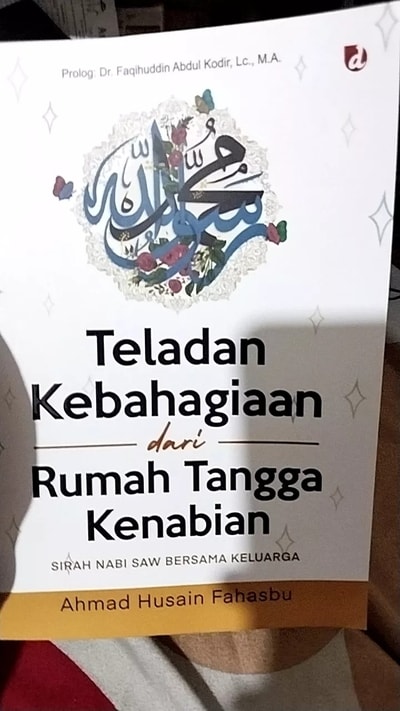 Prolog: Dr. Faqihuddin Abdul Kodir, Lc., M.A.
d
محمد رسول الله
Teladan
Kebahagiaan
dari
Rumah Tangga
Kenabian
SIRAH NABI SAW BERSAMA KELUARGA
Ahmad Husain Fahasbu